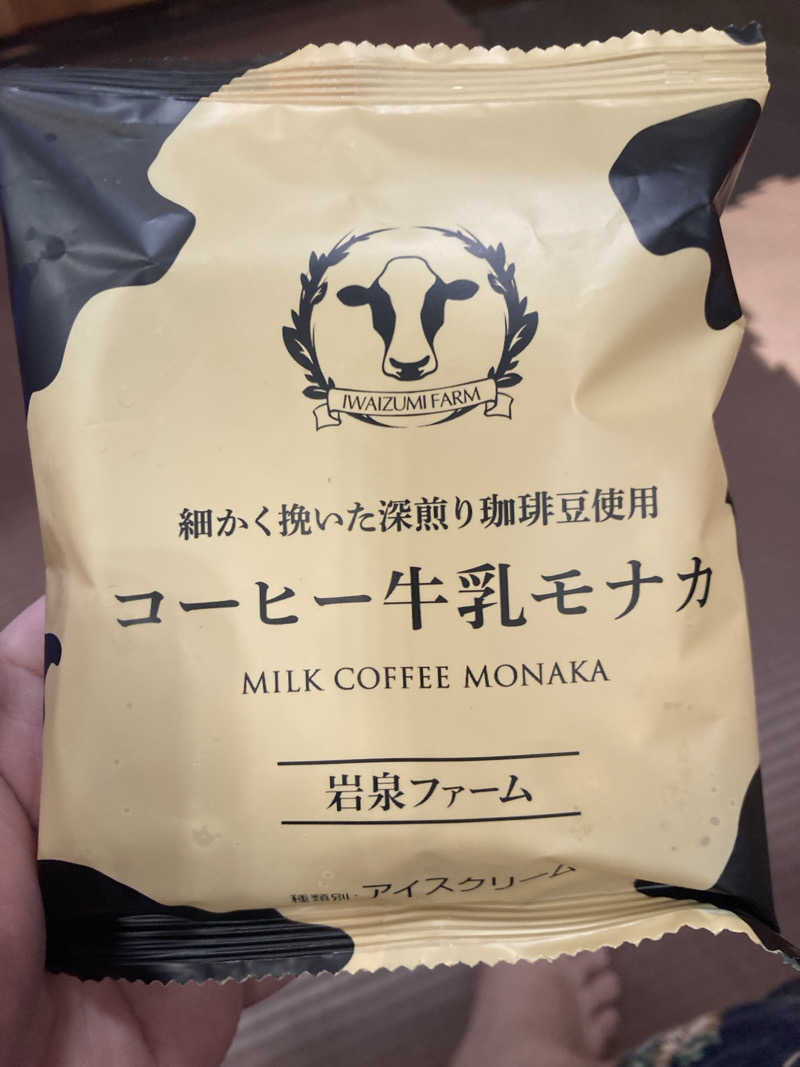 IWAIZUMI FARM
細かく挽いた深煎り珈琲豆使用
コーヒー牛乳モナカ
MILK COFFEE MONAKA
岩泉ファーム
種類別・アイスクリーム